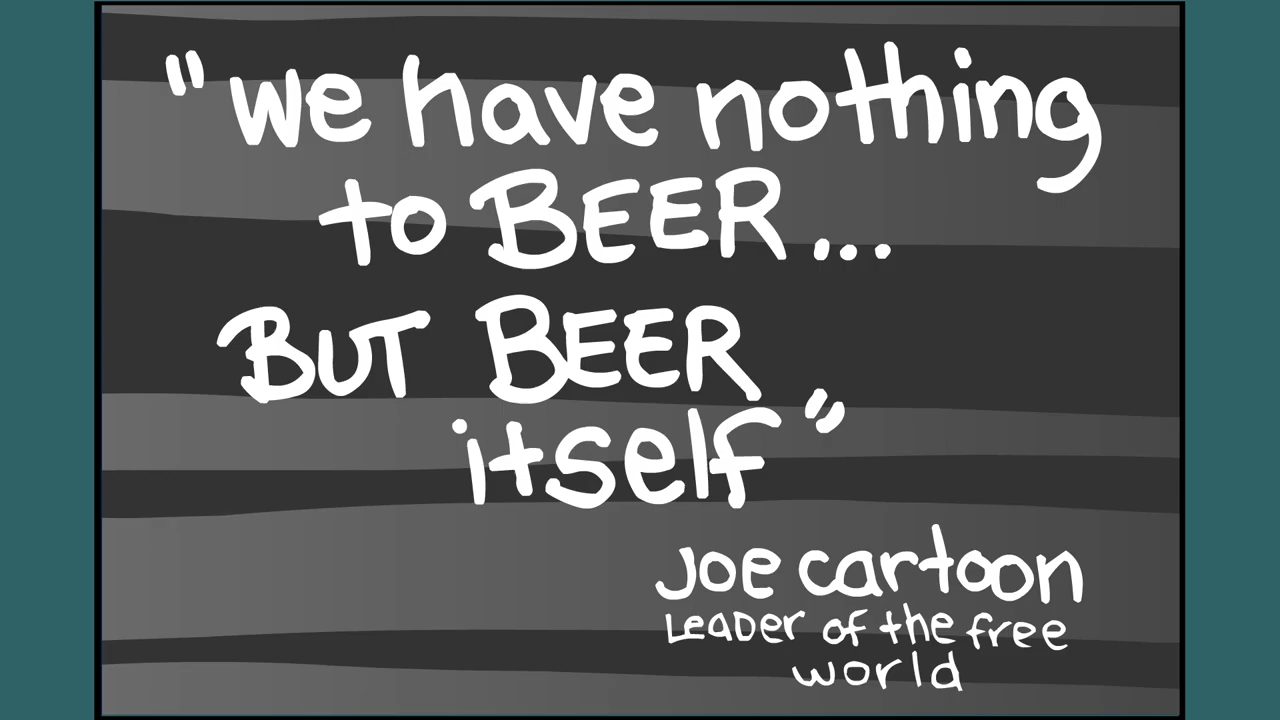 "we have nothing
to BEER...
BUT BEER
itself"
Joe cartoon
LeaDer of the free
world